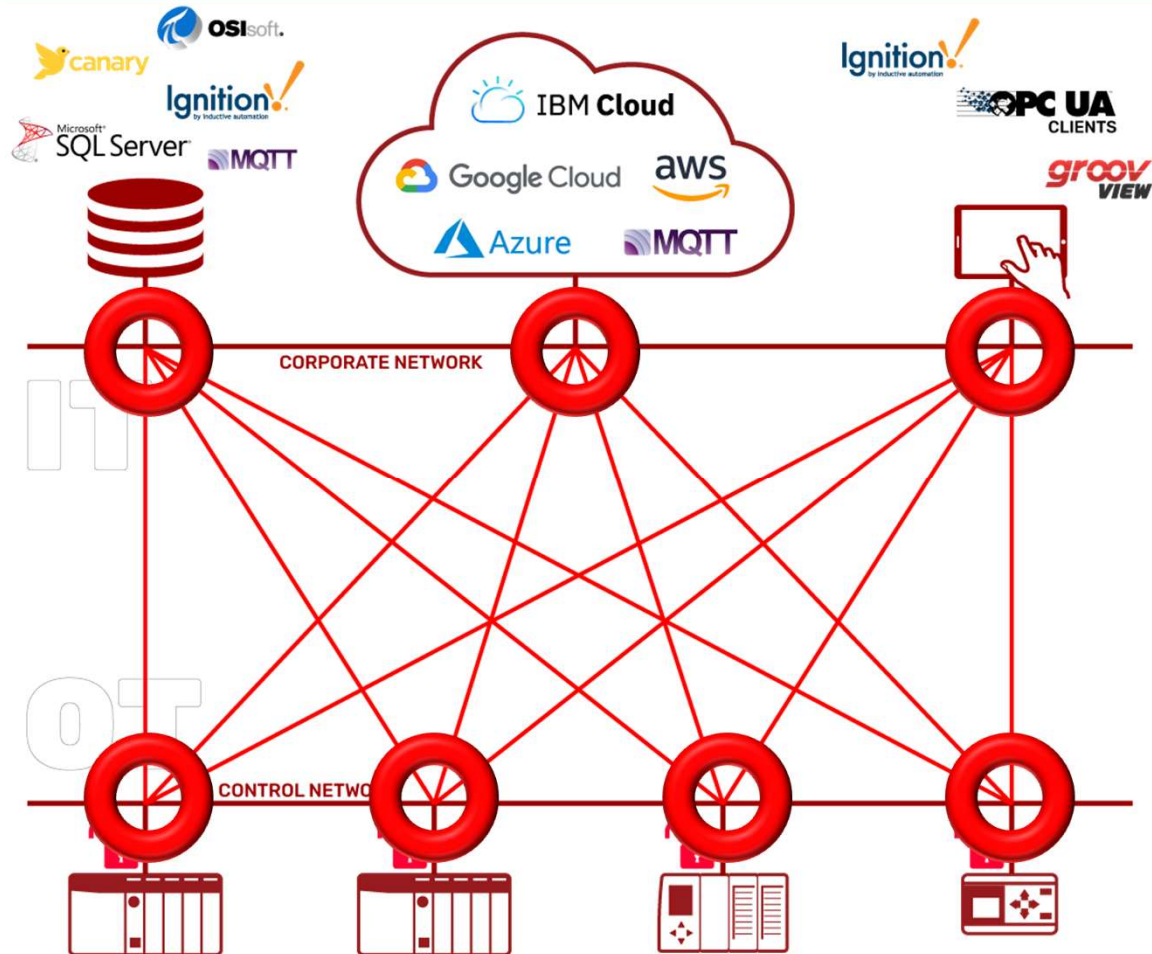 OSIsoft.
canary
Ignition!
by inductive automation
Microsoft®
SQL Server®
MQTT
IBM Cloud
Google Cloud
aws
Azure
MQTT
Ignition!
by inductive automation
OPC UA
CLIENTS
groov
VIEW
CORPORATE NETWORK
IT
OT
CONTROL NETWO